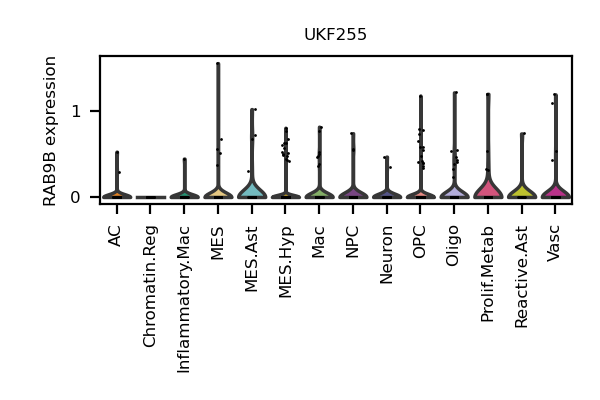 UKF255
RAB9B expression
1
0
AC
Chromatin.Reg
Inflammatory.Mac
MES
MES.Ast
MES.Hyp
Mac
NPC
Neuron
OPC
Oligo
Prolif.Metab
Reactive.Ast
Vasc